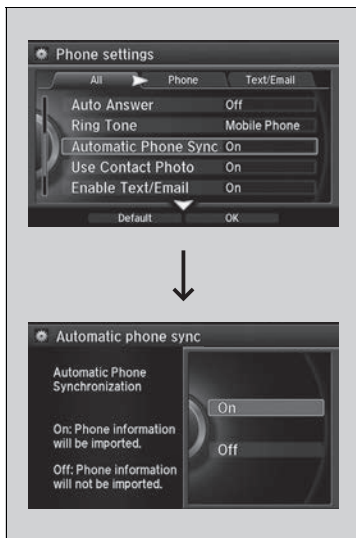 Phone settings
All Phone Text/Email
Auto Answer Off
Ring Tone Mobile Phone
Automatic Phone Sync On
Use Contact Photo On
Enable Text/Email On
Default OK
Automatic phone sync
Automatic Phone
Synchronization
On: Phone information
will be imported.
Off: Phone information
will not be imported.
On
Off